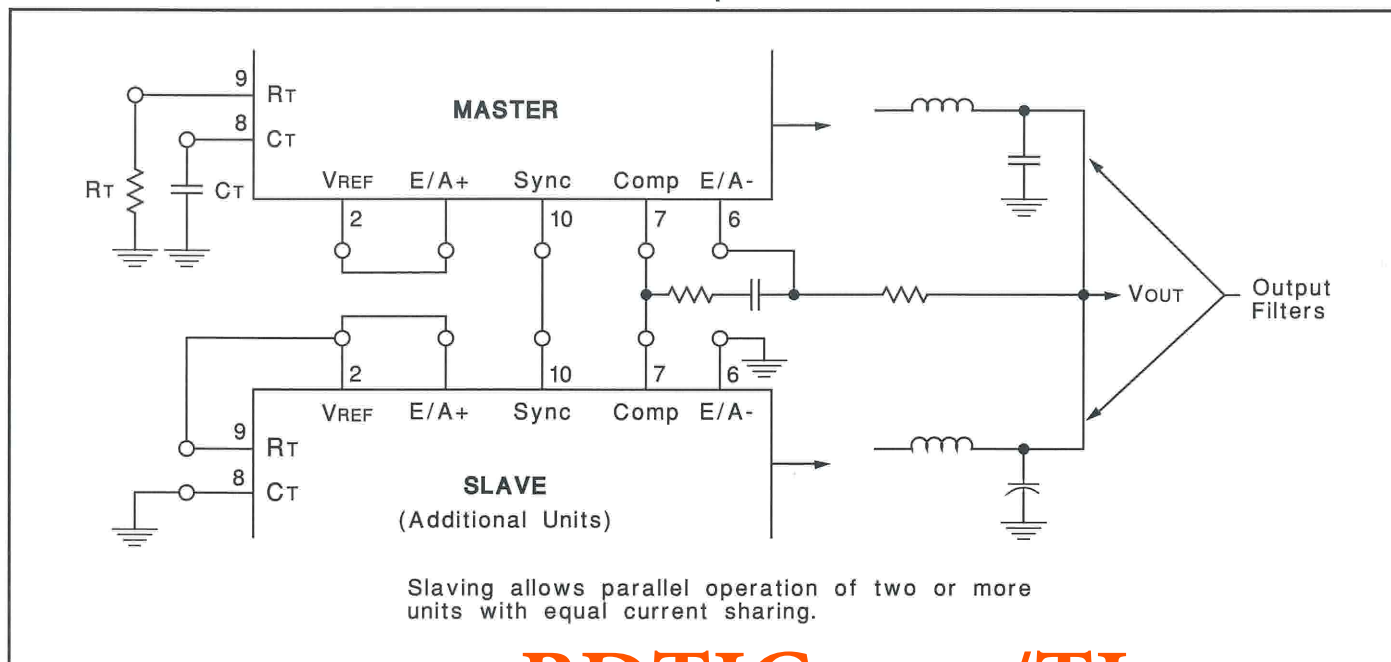 9
RT
MASTER
8
CT
RT
CT
VREF E/A+ Sync Comp E/A-
2 10 7 6
VOUT
Output
Filters
2 10 7 6
VREF E/A+ Sync Comp E/A-
9
RT
8
CT
SLAVE
(Additional Units)
Slaving allows parallel operation of two or more
units with equal current sharing.